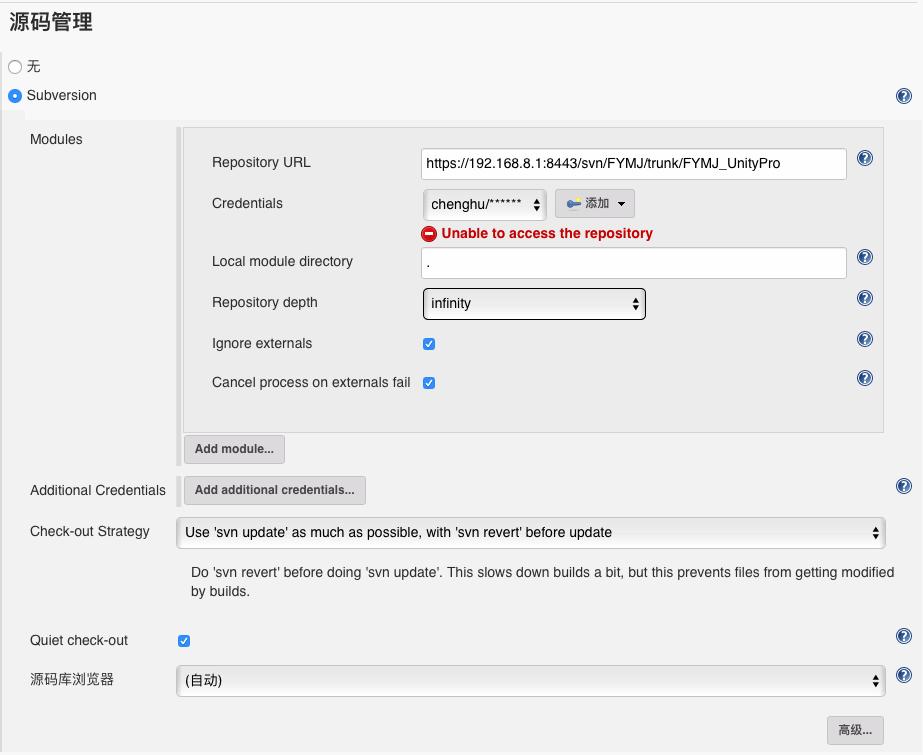 源码管理
无
Subversion
Modules
Repository URL
https://192.168.8.1:8443/svn/FYMJ/trunk/FYMJ_UnityPro
Credentials
chenghu/****** 添加
Unable to access the repository
Local module directory
.
Repository depth
infinity
Ignore externals
Cancel process on externals fail
Add module...
Additional Credentials
Add additional credentials...
Check-out Strategy
Use 'svn update' as much as possible, with 'svn revert' before update
Do 'svn revert' before doing 'svn update'. This slows down builds a bit, but this prevents files from getting modified
by builds.
Quiet check-out
源码库浏览器
(自动)
高级...